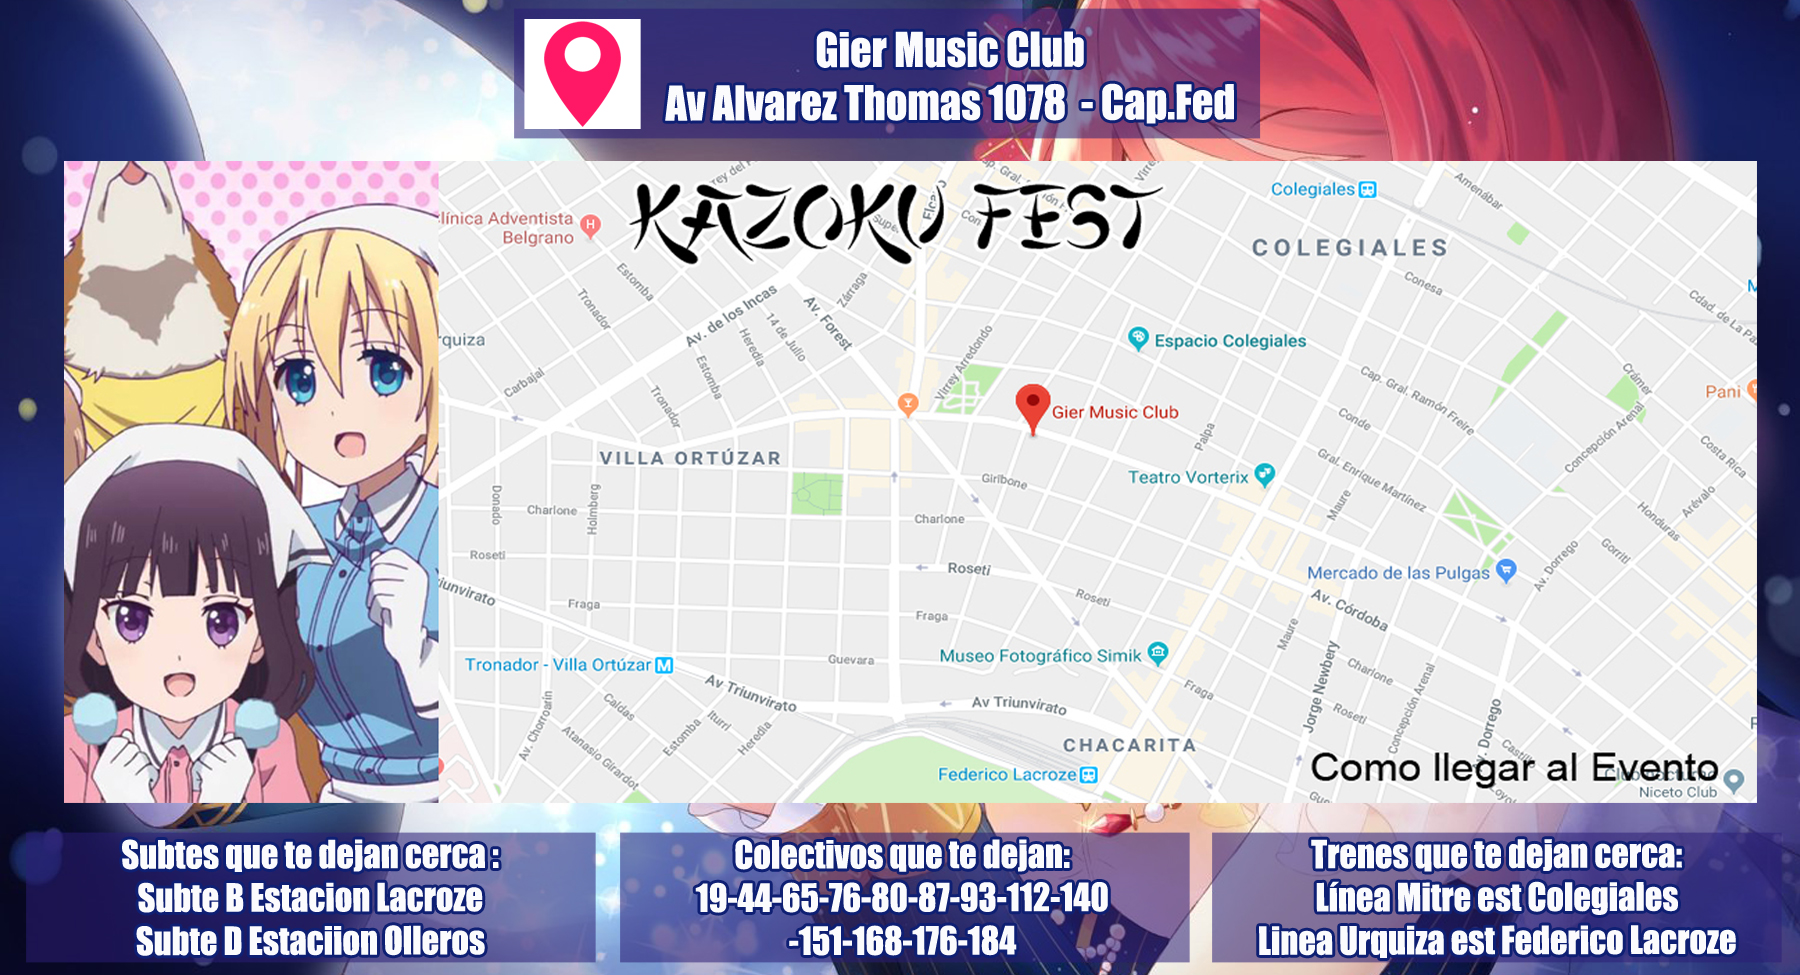 Gier Music Club
Av Alvarez Thomas 1078 - Cap.Fed
KAZOKU FEST
Clínica Adventista
Belgrano
Colegiales
COLEGIALES
Amenábar
Conesa
Cdad. de La Paz
Zárraga
Estomba
Tronador
Av. de los Incas
Av. Forest
14 de Julio
Heredia
Estomba
Tronador
Carbajal
Virrey Arredondo
Espacio Colegiales
Gier Music Club
Cap. Gral. Ramón Freire
Crámer
Pani
Conde
Concepción Arenal
Costa Rica
Palpa
Gral. Enrique Martínez
VILLA ORTÚZAR
Teatro Vorterix
Giribone
Maure
Arévalo
Honduras
Donado
Holmberg
Charlone
Charlone
Roseti
Roseti
Roseti
Gorriti
Av. Dorrego
Mercado de las Pulgas
Av. Córdoba
Fraga
Fraga
Maure
Guevara
Museo Fotográfico Simik
Jorge Newbery
Charlone
Concepción Arenal
Tronador - Villa Ortúzar
M
Av Triunvirato
Av Triunvirato
Fraga
Roseti
Av. Dorrego
Av. Chorroarín
Caldas
Estomba
Iturri
Heredia
Atanasio Girardot
CHACARITA
Federico Lacroze
Como llegar al Evento
Niceto Club
Subtes que te dejan cerca :
Subte B Estacion Lacroze
Subte D Estaciion Olleros
Colectivos que te dejan:
19-44-65-76-80-87-93-112-140
-151-168-176-184
Trenes que te dejan cerca:
Línea Mitre est Colegiales
Linea Urquiza est Federico Lacroze